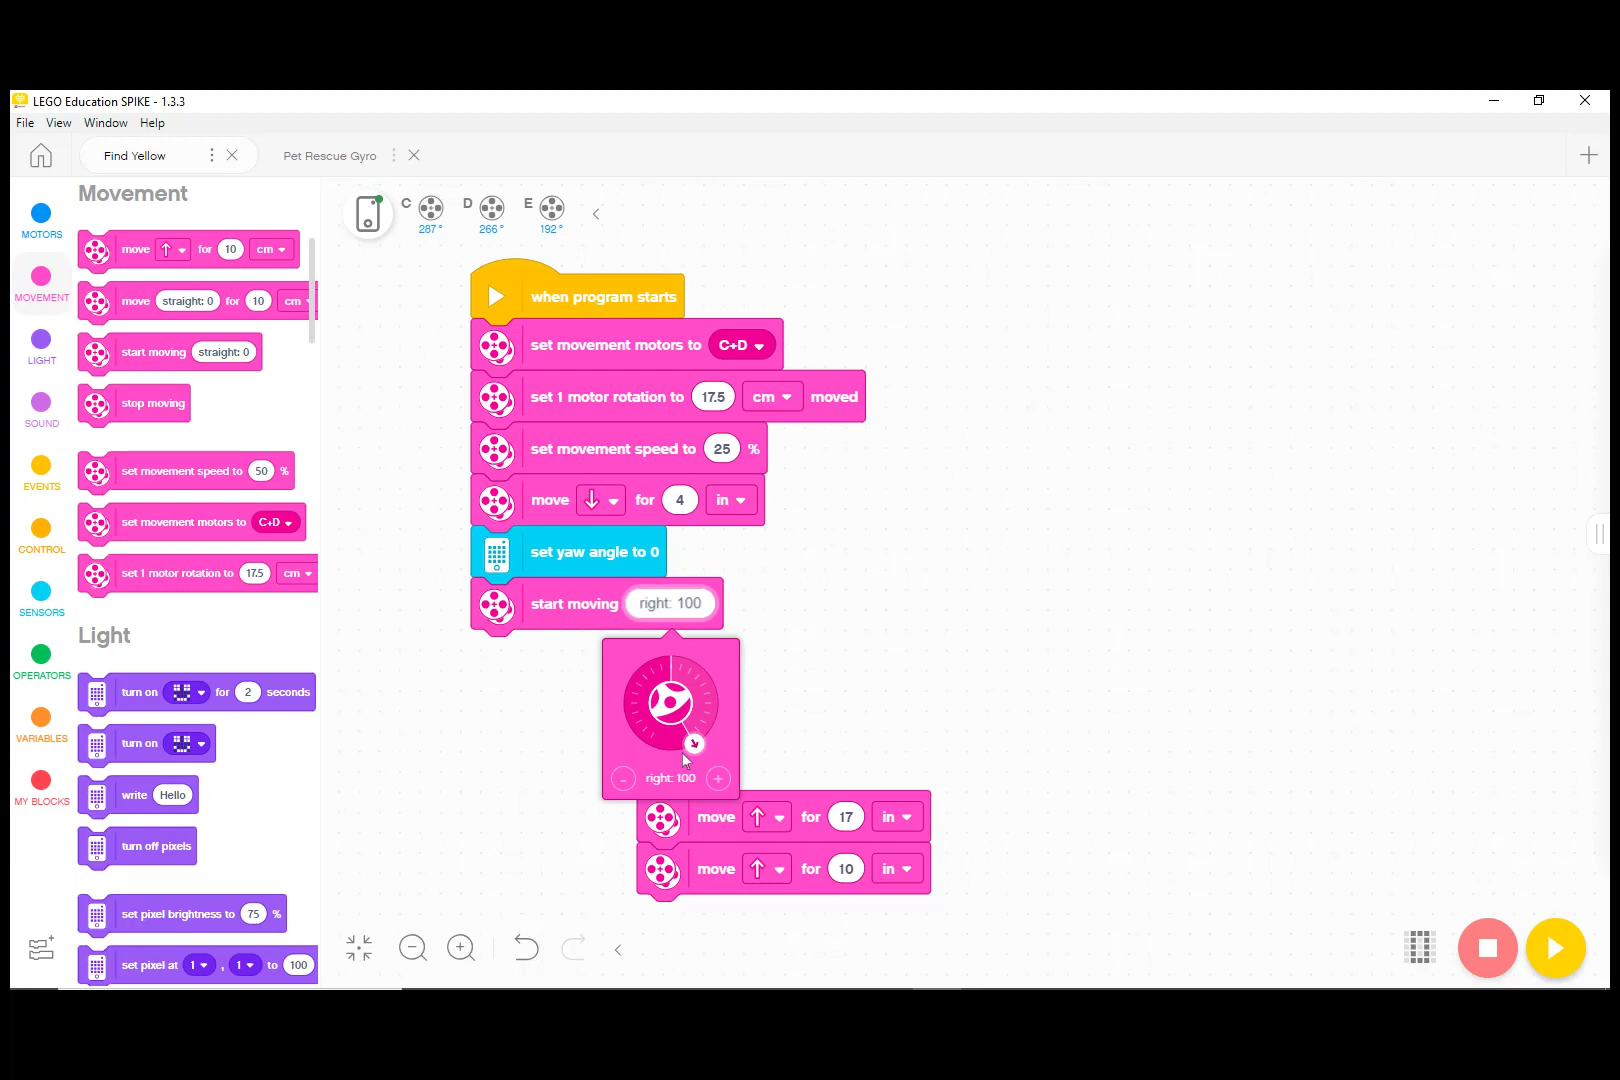 LEGO Education SPIKE - 1.3.3
File View Window Help
Find Yellow
Pet Rescue Gyro
MOTORS
MOVEMENT
LIGHT
SOUND
EVENTS
CONTROL
SENSORS
OPERATORS
VARIABLES
MY BLOCKS
Movement
move for 10 cm
move straight: 0 for 10 cm
start moving straight: 0
stop moving
set movement speed to 50 %
set movement motors to C+D
set 1 motor rotation to 17.5 cm
Light
turn on for 2 seconds
turn on
write Hello
turn off pixels
set pixel brightness to 75 %
set pixel at 1 , 1 to 100
C 287° D 266° E 192°
when program starts
set movement motors to C+D
set 1 motor rotation to 17.5 cm moved
set movement speed to 25 %
move for 4 in
set yaw angle to 0
start moving right: 100
- right: 100 +
move for 17 in
move for 10 in